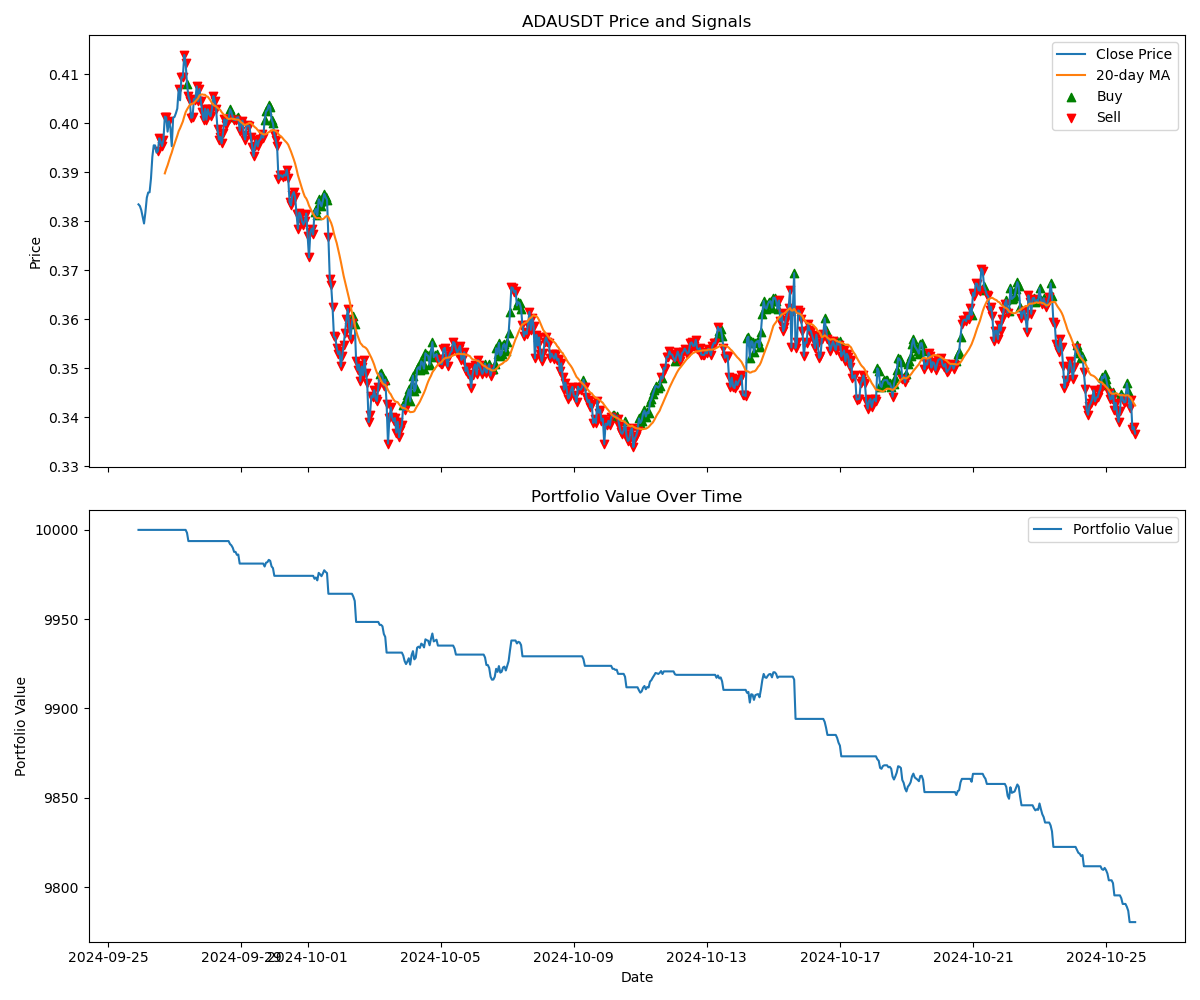 ADAUSDT Price and Signals
Price
0.41
0.40
0.39
0.38
0.37
0.36
0.35
0.34
0.33
Close Price
20-day MA
Buy
Sell
Portfolio Value Over Time
Portfolio Value
10000
9950
9900
9850
9800
Portfolio Value
2024-09-25 2024-09-29 2024-10-01 2024-10-05 2024-10-09 2024-10-13 2024-10-17 2024-10-21 2024-10-25
Date